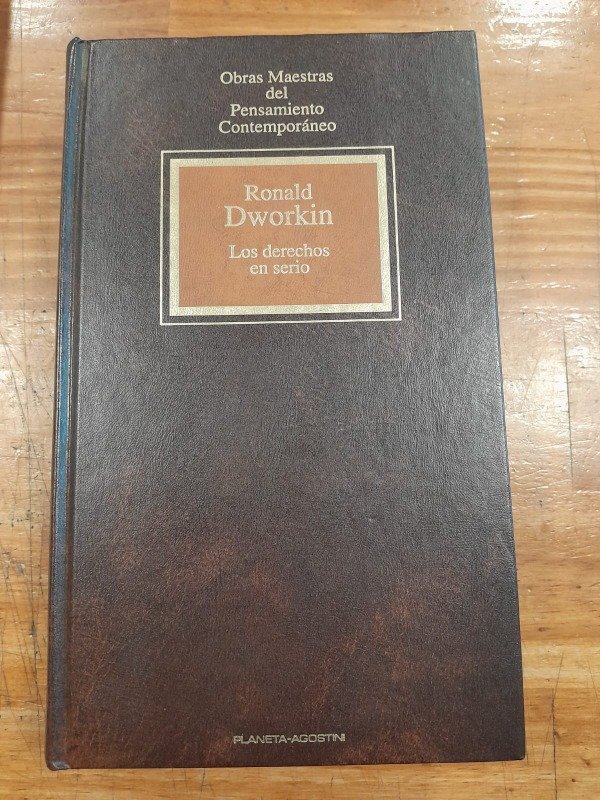 Obras Maestras
del
Pensamiento
Contemporáneo
Ronald
Dworkin
Los derechos
en serio
PLANETA-AGOSTINI